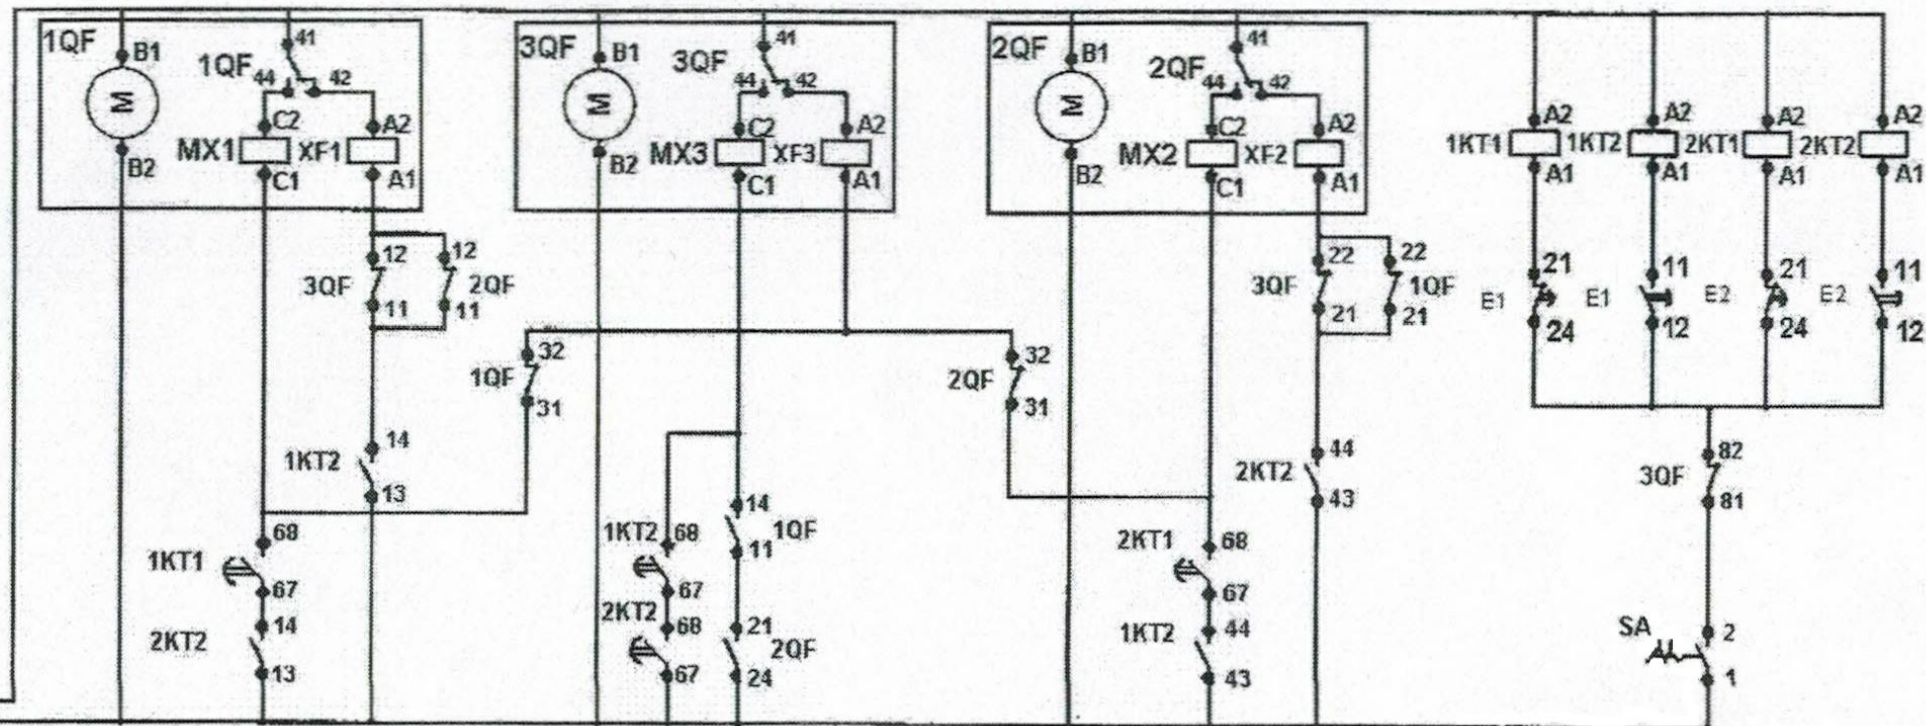 1QF B1 M B2
1QF 41 44 42
C2 A2
MX1 XF1
C1 A1
3QF B1 M B2
3QF 41 44 42
C2 A2
MX3 XF3
C1 A1
2QF B1 M B2
2QF 41 44 42
C2 A2
MX2 XF2
C1 A1
A2 A2 A2 A2
1KT1 1KT2 2KT1 2KT2
A1 A1 A1 A1
12 12
3QF 2QF
11 11
22 22
3QF 1QF
21 21
21 11 21 11
E1 E1 E2 E2
24 12 24 12
32
1QF
31
32
2QF
31
14
1KT2
13
44
2KT2
43
82
3QF
81
68
1KT1
67
14
2KT2
13
1KT2 68
67
2KT2 68
67
14
1QF
11
21
2QF
24
2KT1 68
67
1KT2 44
43
SA 2
1